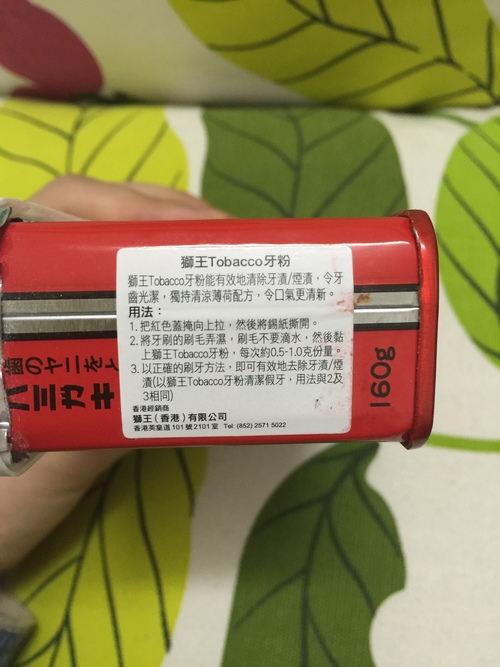 獅王Tobacco牙粉
獅王Tobacco牙粉能有效地清除牙漬/煙漬，令牙
齒光潔，獨持清涼薄荷配方，令口氣更清新。
用法：
1. 把紅色蓋掩向上拉，然後將錫紙撕開。
2. 將牙刷的刷毛弄濕，刷毛不要滴水，然後黏
上獅王Tobacco牙粉，每次約0.5-1.0克份量。
3. 以正確的刷牙方法，即可有效地去除牙漬/煙
漬(以獅王Tobacco牙粉清潔假牙，用法與2及
3相同)
香港經銷商
獅王（香港）有限公司
香港英皇道101號2101室 Tel: (852) 2571 5022
歯のヤニを
ハミガキ
160g